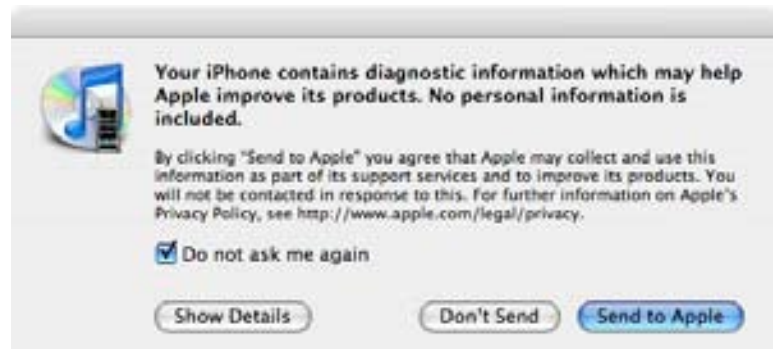 Your iPhone contains diagnostic information which may help
Apple improve its products. No personal information is
included.
By clicking "Send to Apple" you agree that Apple may collect and use this
information as part of its support services and to improve its products. You
will not be contacted in response to this. For further information on Apple's
Privacy Policy, see http://www.apple.com/legal/privacy.
Do not ask me again
Show Details
Don't Send
Send to Apple